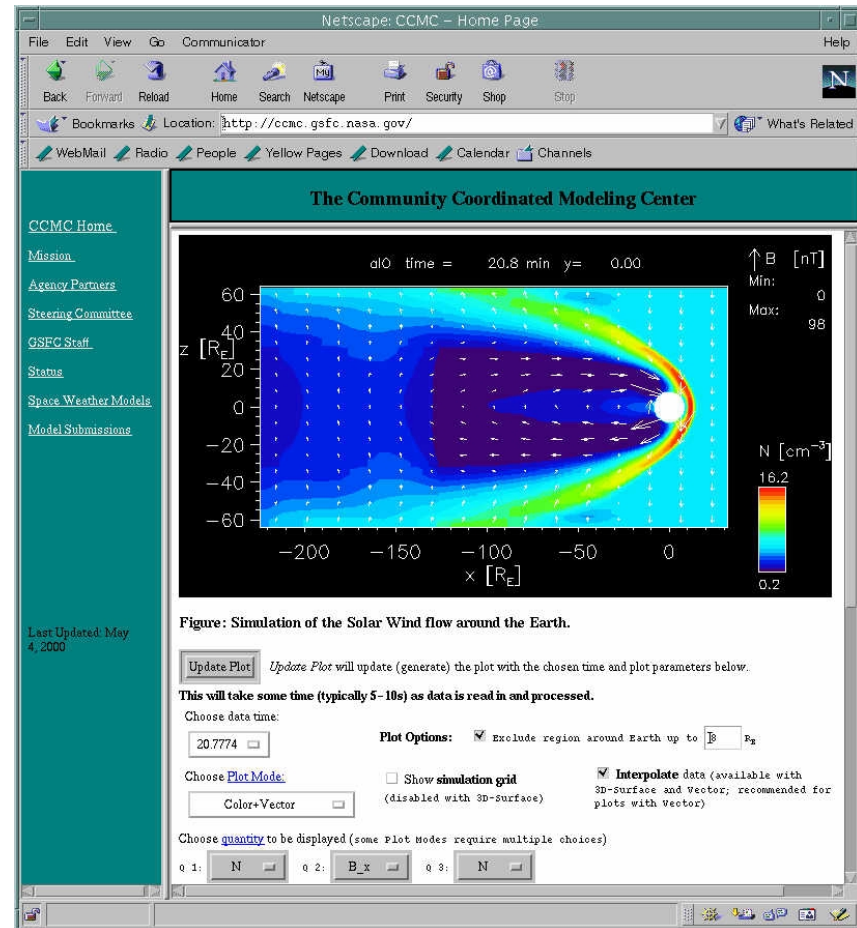 Netscape: CCMC – Home Page
File Edit View Go Communicator Help
Back Forward Reload Home Search Netscape Print Security Shop Stop
My
N
Bookmarks Location: http://ccmc.gsfc.nasa.gov/ What's Related
WebMail Radio People Yellow Pages Download Calendar Channels
The Community Coordinated Modeling Center
CCMC Home
Mission
Agency Partners
Steering Committee
GSFC Staff
Status
Space Weather Models
Model Submissions
Last Updated: May
4, 2000
al0 time = 20.8 min y= 0.00
B [nT]
Min:
0
Max:
98
60
40
z [R_E]
20
0
−20
−40
−60
−200 −150 −100 −50 0
x [R_E]
N [cm⁻³]
16.2
0.2
Figure: Simulation of the Solar Wind flow around the Earth.
Update Plot Update Plot will update (generate) the plot with the chosen time and plot parameters below.
This will take some time (typically 5-10s) as data is read in and processed.
Choose data time:
20.7774
Plot Options: Exclude region around Earth up to 8 R_E
Choose Plot Mode:
Color+Vector
Show simulation grid
(disabled with 3D-Surface)
Interpolate data (available with
3D-Surface and Vector; recommended for
plots with Vector)
Choose quantity to be displayed (some Plot Modes require multiple choices)
Q 1: N Q 2: B_x Q 3: N